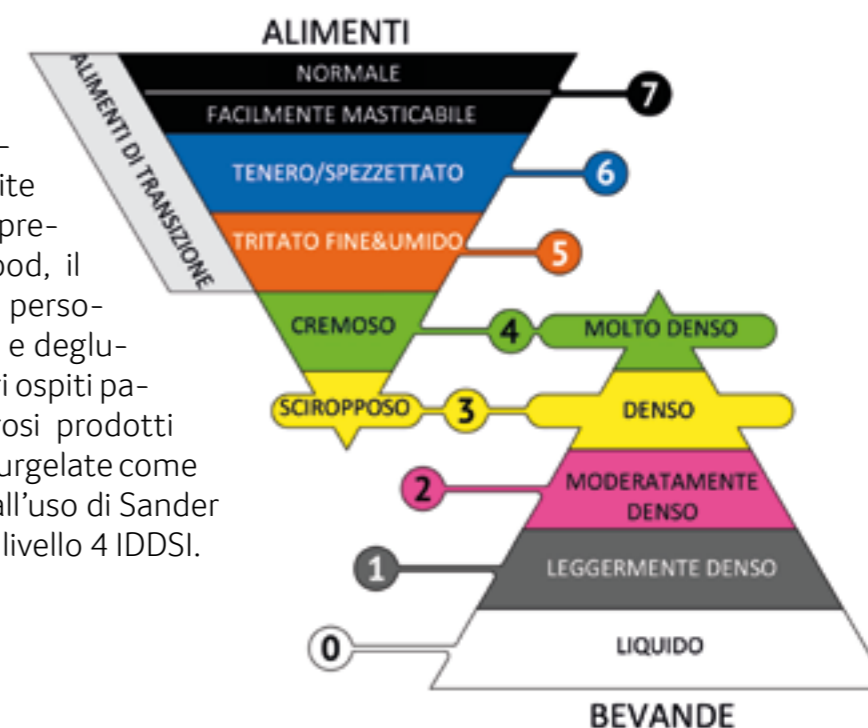 ALIMENTI
ALIMENTI DI TRANSIZIONE
NORMALE
FACILMENTE MASTICABILE
7
TENERO/SPEZZETTATO
6
TRITATO FINE&UMIDO
5
CREMOSO
4
MOLTO DENSO
SCIROPPOSO
3
DENSO
2
MODERATAMENTE
DENSO
1
LEGGERMENTE DENSO
0
LIQUIDO
BEVANDE
-
ite
pre-
ood, il
perso-
e deglu-
ri ospiti pa-
rosi prodotti
urgelate come
all'uso di Sander
livello 4 IDDSI.